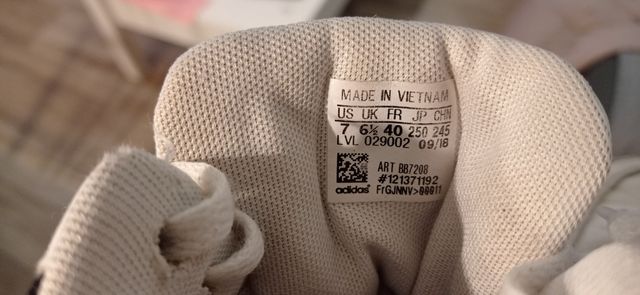 MADE IN VIETNAM
US UK FR JP CHN
7 6½ 40 250 245
LVL 029002 09/18
ART BB7208
#121371192
adidas FrGJNNV>00011